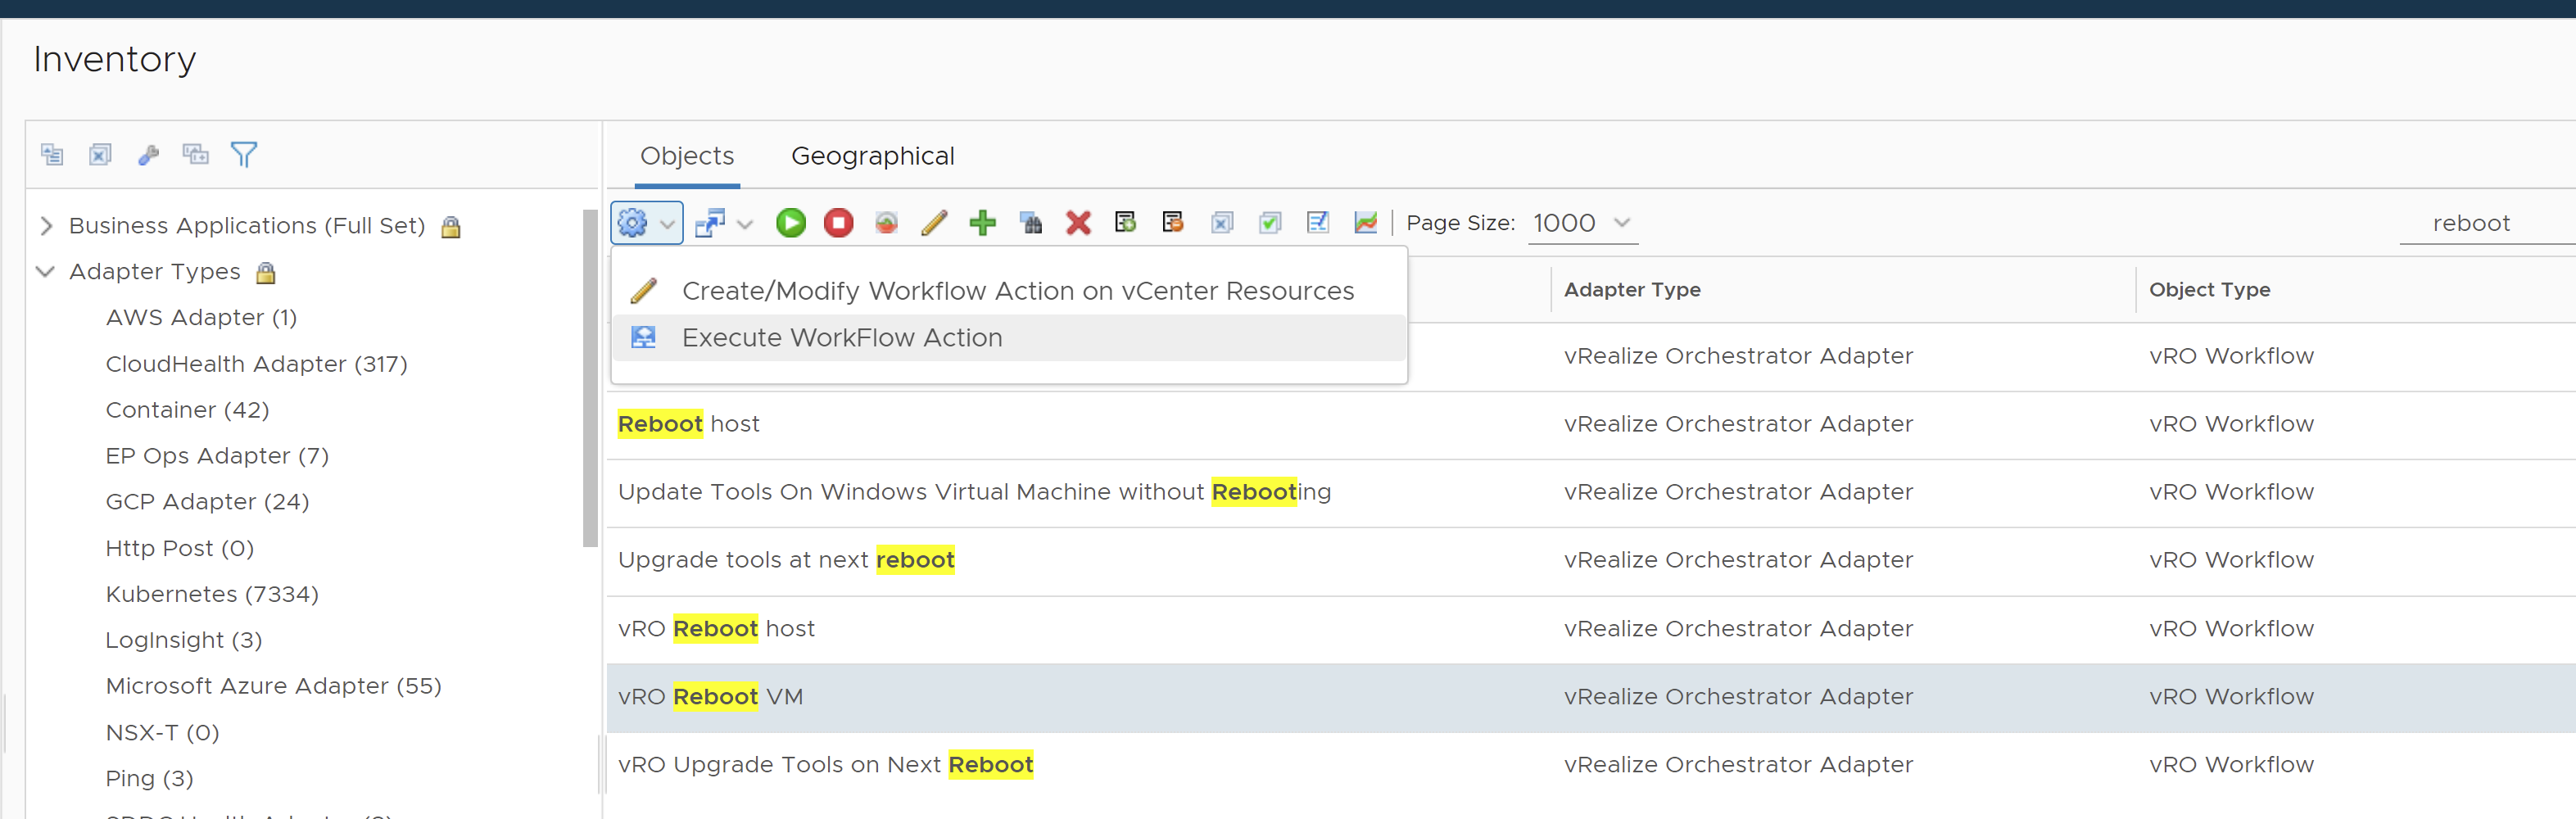 Inventory
Objects
Geographical
Page Size: 1000
reboot
Business Applications (Full Set)
Adapter Types
AWS Adapter (1)
CloudHealth Adapter (317)
Container (42)
EP Ops Adapter (7)
GCP Adapter (24)
Http Post (0)
Kubernetes (7334)
LogInsight (3)
Microsoft Azure Adapter (55)
NSX-T (0)
Ping (3)
Create/Modify Workflow Action on vCenter Resources
Execute WorkFlow Action
Adapter Type
Object Type
vRealize Orchestrator Adapter
vRO Workflow
Reboot host
vRealize Orchestrator Adapter
vRO Workflow
Update Tools On Windows Virtual Machine without Rebooting
vRealize Orchestrator Adapter
vRO Workflow
Upgrade tools at next reboot
vRealize Orchestrator Adapter
vRO Workflow
vRO Reboot host
vRealize Orchestrator Adapter
vRO Workflow
vRO Reboot VM
vRealize Orchestrator Adapter
vRO Workflow
vRO Upgrade Tools on Next Reboot
vRealize Orchestrator Adapter
vRO Workflow